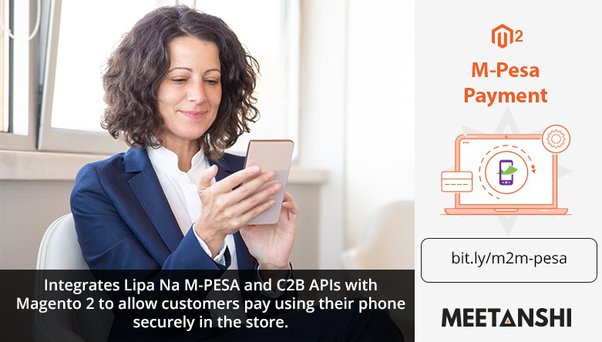 Integrates Lipa Na M-PESA and C2B APIs with
Magento 2 to allow customers pay using their phone
securely in the store.
2
M-Pesa
Payment
bit.ly/m2m-pesa
MEETANSHI